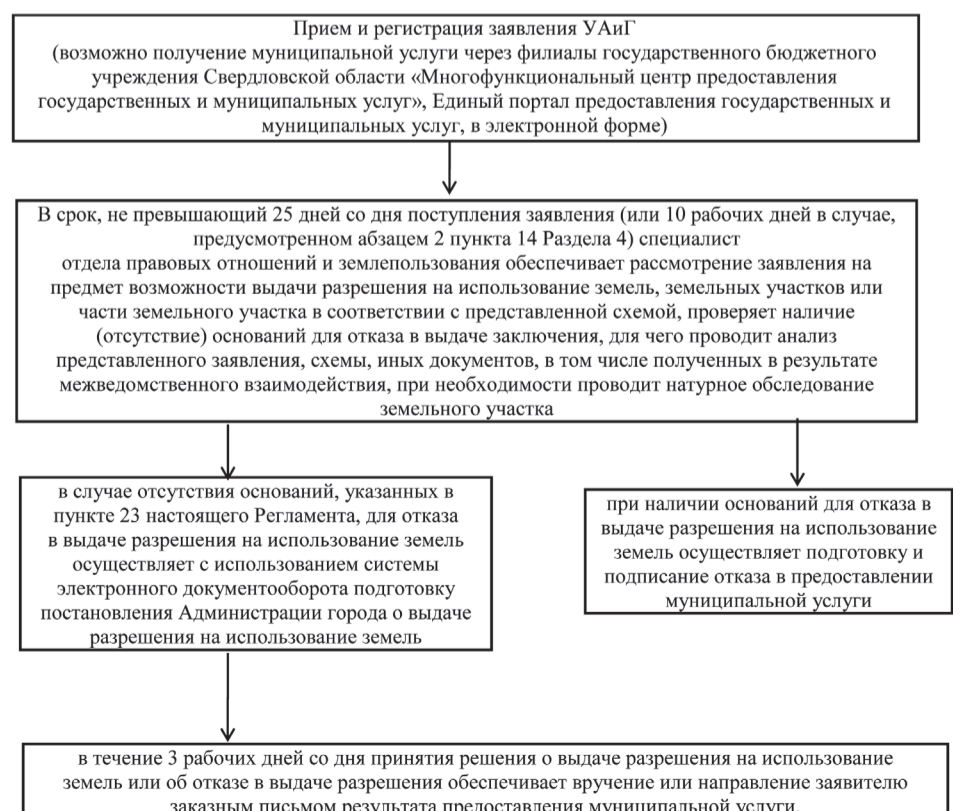 Прием и регистрация заявления УАиГ
(возможно получение муниципальной услуги через филиалы государственного бюджетного
учреждения Свердловской области «Многофункциональный центр предоставления
государственных и муниципальных услуг», Единый портал предоставления государственных и
муниципальных услуг, в электронной форме)
В срок, не превышающий 25 дней со дня поступления заявления (или 10 рабочих дней в случае,
предусмотренном абзацем 2 пункта 14 Раздела 4) специалист
отдела правовых отношений и землепользования обеспечивает рассмотрение заявления на
предмет возможности выдачи разрешения на использование земель, земельных участков или
части земельного участка в соответствии с представленной схемой, проверяет наличие
(отсутствие) оснований для отказа в выдаче заключения, для чего проводит анализ
представленного заявления, схемы, иных документов, в том числе полученных в результате
межведомственного взаимодействия, при необходимости проводит натурное обследование
земельного участка
в случае отсутствия оснований, указанных в
пункте 23 настоящего Регламента, для отказа
в выдаче разрешения на использование земель
осуществляет с использованием системы
электронного документооборота подготовку
постановления Администрации города о выдаче
разрешения на использование земель
при наличии оснований для отказа в
выдаче разрешения на использование
земель осуществляет подготовку и
подписание отказа в предоставлении
муниципальной услуги
в течение 3 рабочих дней со дня принятия решения о выдаче разрешения на использование
земель или об отказе в выдаче разрешения обеспечивает вручение или направление заявителю
заказным письмом результата предоставления муниципальной услуги.